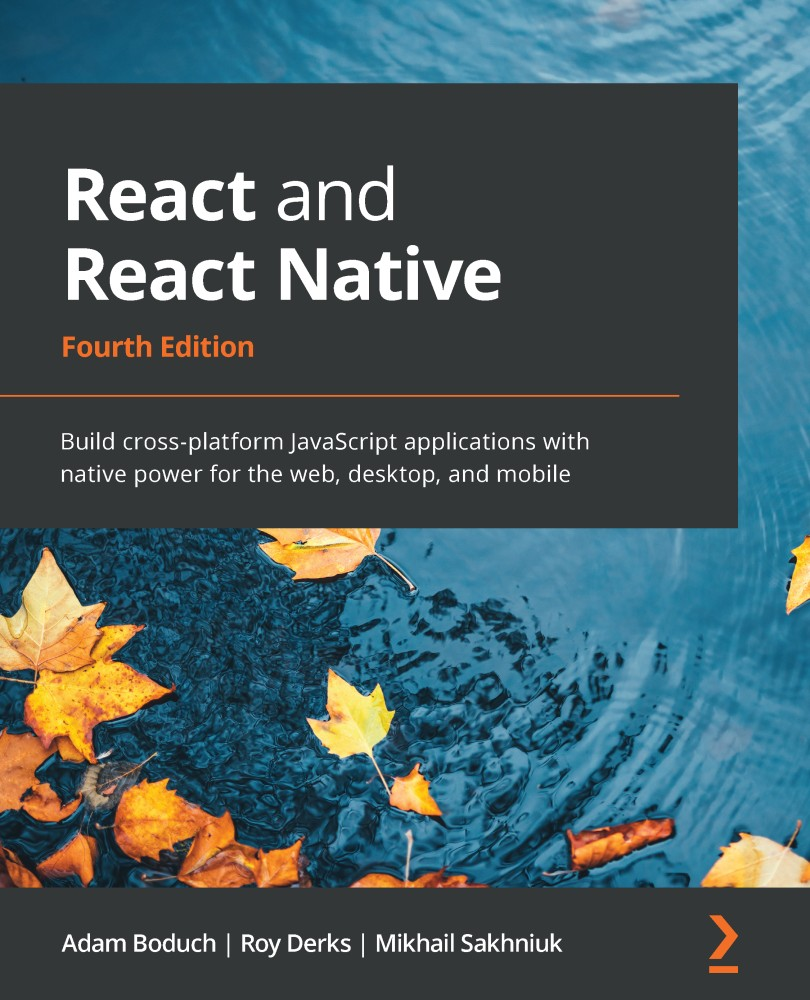 React and
React Native
Fourth Edition
Build cross-platform JavaScript applications with
native power for the web, desktop, and mobile
Adam Boduch | Roy Derks | Mikhail Sakhniuk